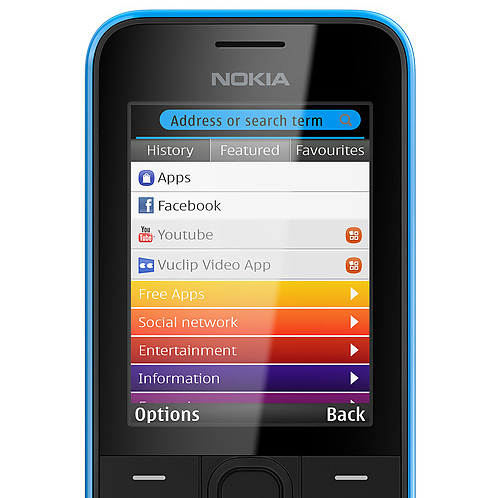 NOKIA
Address or search term
History Featured Favourites
Apps
Facebook
You Tube Youtube
Vuclip Video App
Free Apps
Social network
Entertainment
Information
Options Back